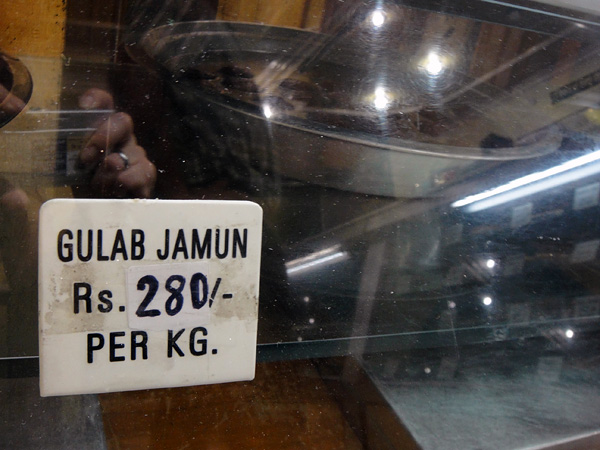 GULAB JAMUN
Rs. 280/-
PER KG.